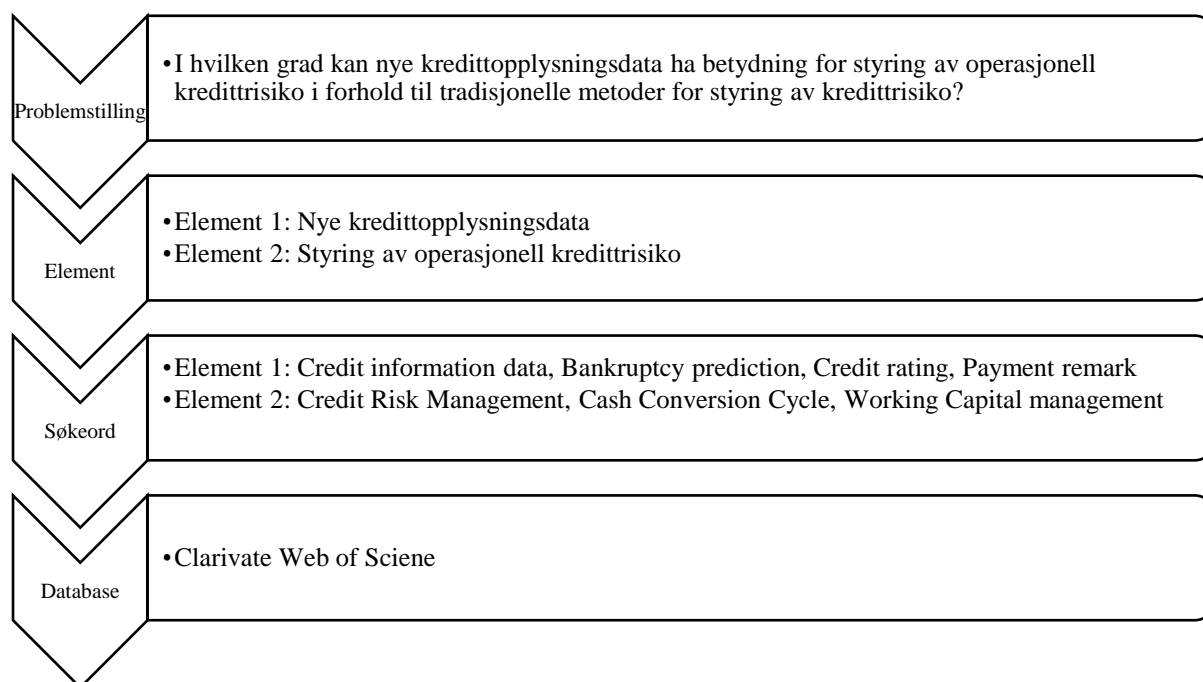 Problemstilling
•I hvilken grad kan nye kredittopplysningsdata ha betydning for styring av operasjonell
kredittrisiko i forhold til tradisjonelle metoder for styring av kredittrisiko?
Element
•Element 1: Nye kredittopplysningsdata
•Element 2: Styring av operasjonell kredittrisiko
Søkeord
•Element 1: Credit information data, Bankruptcy prediction, Credit rating, Payment remark
•Element 2: Credit Risk Management, Cash Conversion Cycle, Working Capital management
Database
•Clarivate Web of Sciene